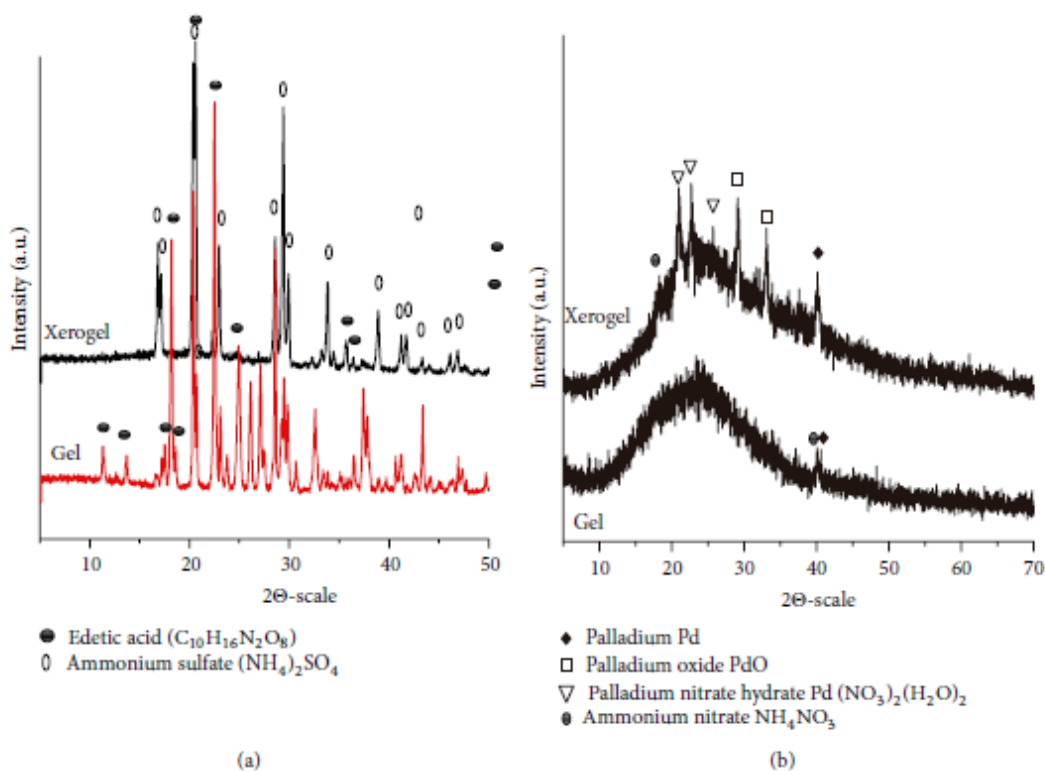 Intensity (a.u.)
Xerogel
Gel
10 20 30 40 50
2Θ-scale
Edetic acid (C₁₀H₁₆N₂O₈)
Ammonium sulfate (NH₄)₂SO₄
(a)
Intensity (a.u.)
Xerogel
Gel
10 20 30 40 50 60 70
2Θ-scale
Palladium Pd
Palladium oxide PdO
Palladium nitrate hydrate Pd (NO₃)₂(H₂O)₂
Ammonium nitrate NH₄NO₃
(b)